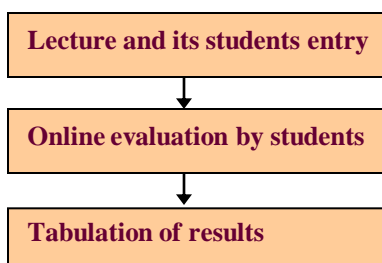 Lecture and its students entry
Online evaluation by students
Tabulation of results